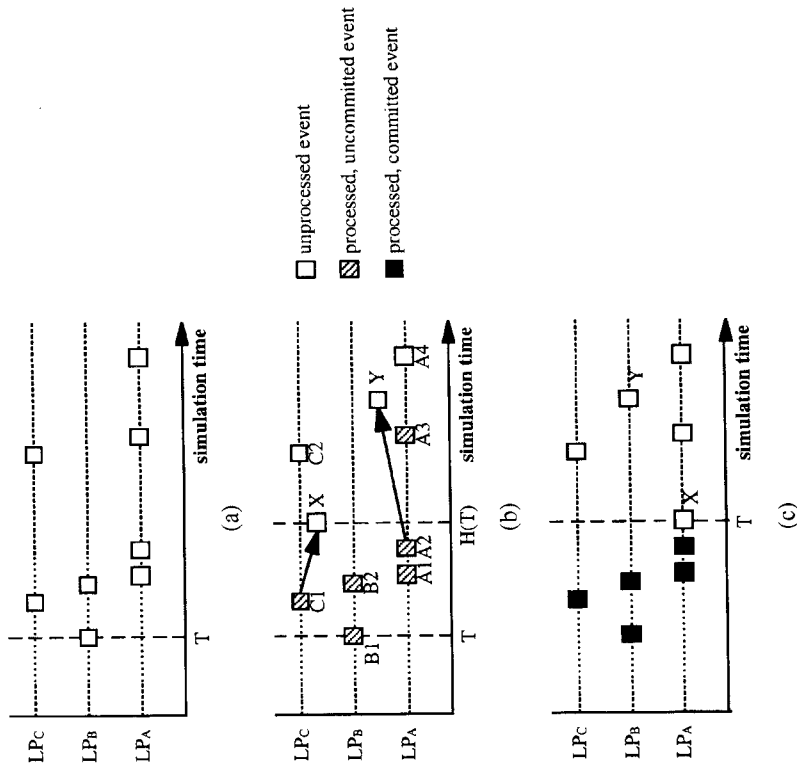 LPC
LPB
LPA
T
simulation time
(a)
LPC
LPB
LPA
C1
X
C2
B1
B2
Y
A1A2
A3
A4
T
H(T)
simulation time
(b)
unprocessed event
processed, uncommitted event
processed, committed event
LPC
LPB
LPA
Y
X
T
simulation time
(c)